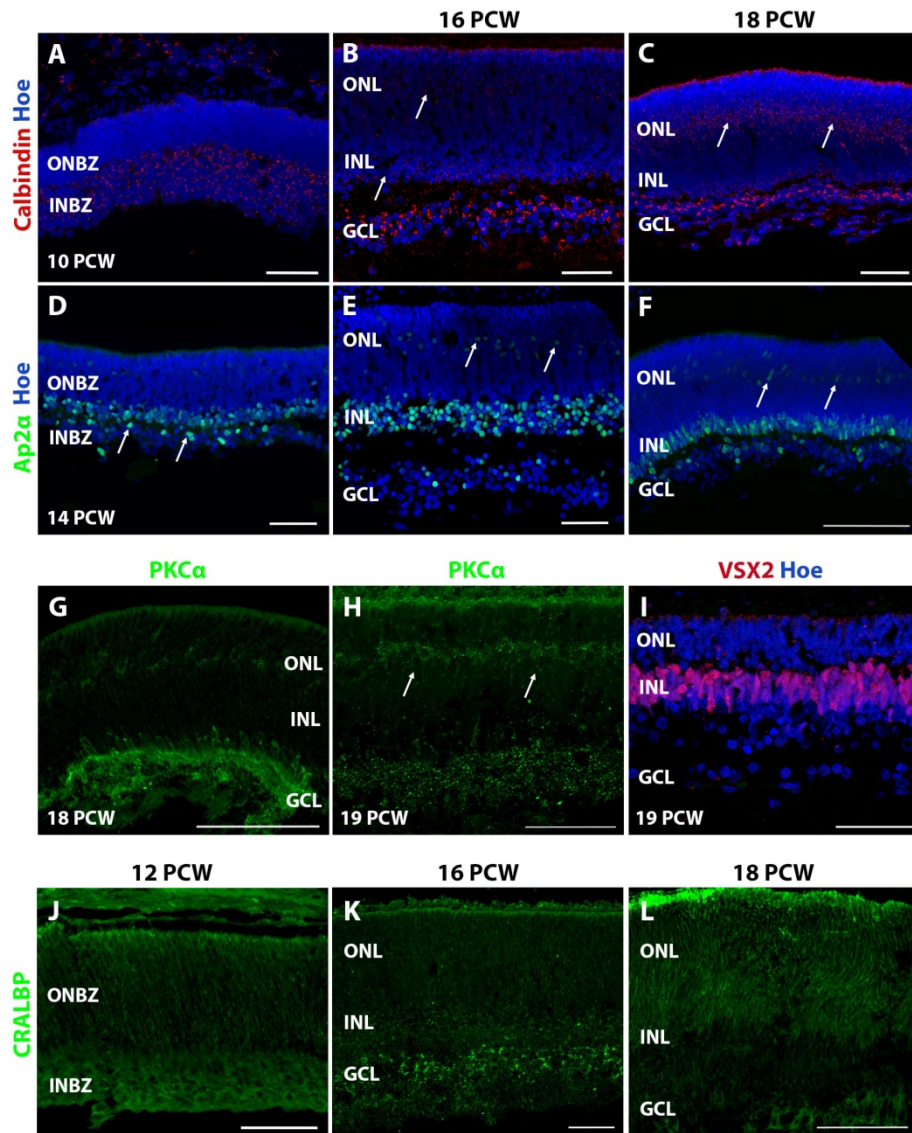 16 PCW
18 PCW
Calbindin Hoe
A
ONBZ
INBZ
10 PCW
B
ONL
INL
GCL
C
ONL
INL
GCL
Ap2α Hoe
D
ONBZ
INBZ
14 PCW
E
ONL
INL
GCL
F
ONL
INL
GCL
PKCα
PKCα
VSX2 Hoe
G
ONL
INL
GCL
18 PCW
H
19 PCW
I
ONL
INL
GCL
19 PCW
12 PCW
16 PCW
18 PCW
CRALBP
J
ONBZ
INBZ
K
ONL
INL
GCL
L
ONL
INL
GCL